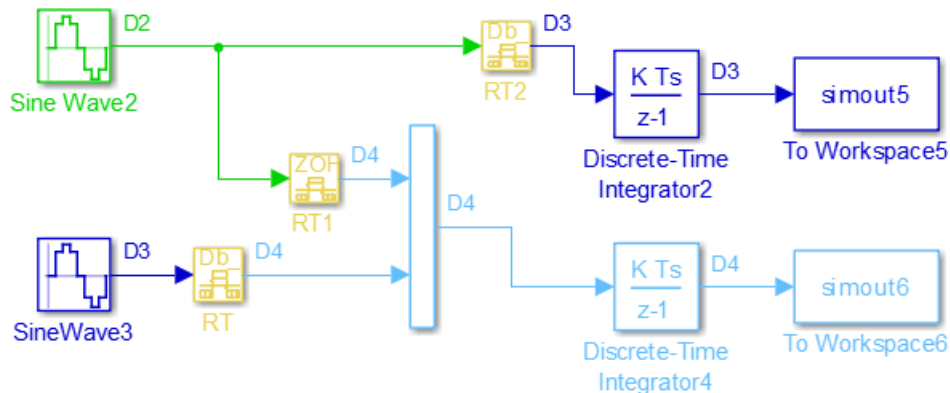 D2
Sine Wave2
Db
RT2
D3
K Ts
z-1
Discrete-Time
Integrator2
D3
simout5
To Workspace5
ZOH
RT1
D4
D4
D3
SineWave3
Db
RT
D4
K Ts
z-1
Discrete-Time
Integrator4
D4
simout6
To Workspace6